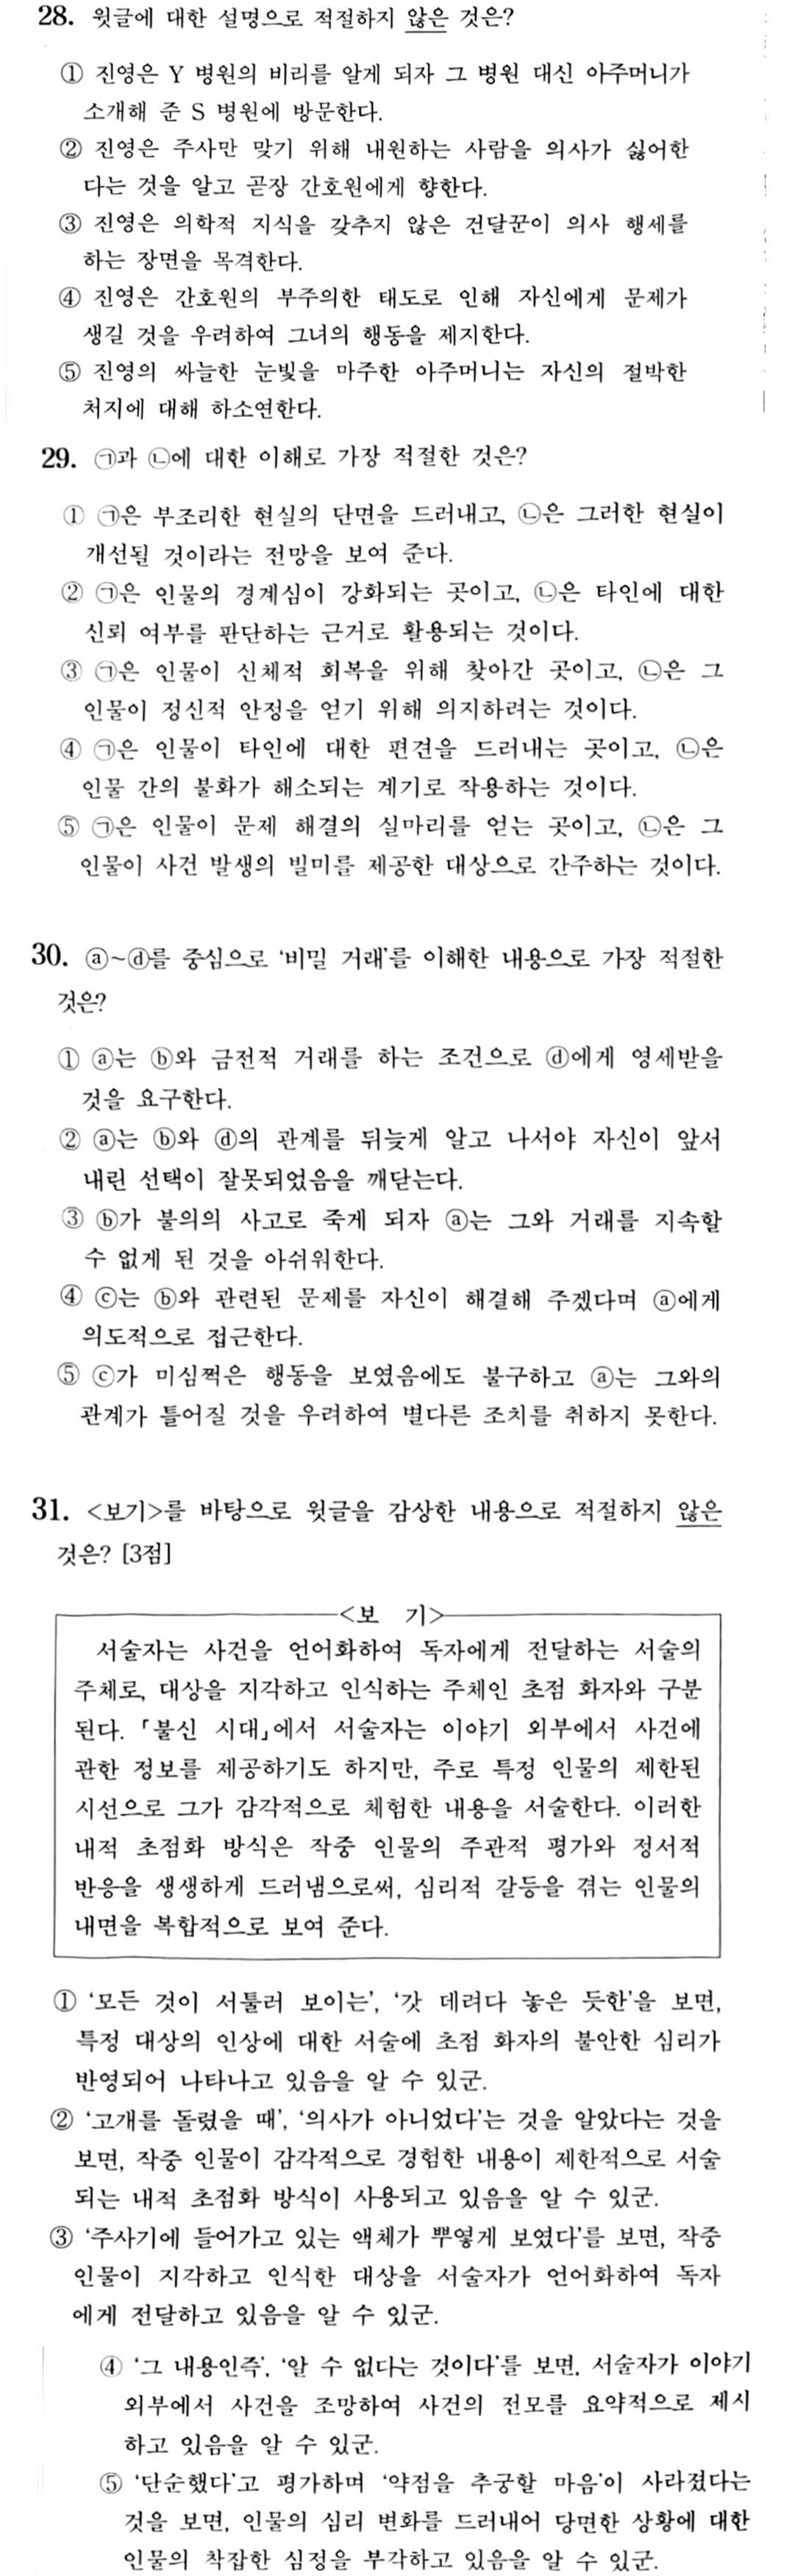 28. 윗글에 대한 설명으로 적절하지 않은 것은?
① 진영은 Y 병원의 비리를 알게 되자 그 병원 대신 아주머니가
소개해 준 S 병원에 방문한다.
② 진영은 주사만 맞기 위해 내원하는 사람을 의사가 싫어한
다는 것을 알고 곧장 간호원에게 향한다.
③ 진영은 의학적 지식을 갖추지 않은 건달꾼이 의사 행세를
하는 장면을 목격한다.
④ 진영은 간호원의 부주의한 태도로 인해 자신에게 문제가
생길 것을 우려하여 그녀의 행동을 제지한다.
⑤ 진영의 싸늘한 눈빛을 마주한 아주머니는 자신의 절박한
처지에 대해 하소연한다.
29. ㉠과 ㉡에 대한 이해로 가장 적절한 것은?
① ㉠은 부조리한 현실의 단면을 드러내고, ㉡은 그러한 현실이
개선될 것이라는 전망을 보여 준다.
② ㉠은 인물의 경계심이 강화되는 곳이고, ㉡은 타인에 대한
신뢰 여부를 판단하는 근거로 활용되는 것이다.
③ ㉠은 인물이 신체적 회복을 위해 찾아간 곳이고, ㉡은 그
인물이 정신적 안정을 얻기 위해 의지하려는 것이다.
④ ㉠은 인물이 타인에 대한 편견을 드러내는 곳이고, ㉡은
인물 간의 불화가 해소되는 계기로 작용하는 것이다.
⑤ ㉠은 인물이 문제 해결의 실마리를 얻는 곳이고, ㉡은 그
인물이 사건 발생의 빌미를 제공한 대상으로 간주하는 것이다.
30. ⓐ~ⓓ를 중심으로 ‘비밀 거래’를 이해한 내용으로 가장 적절한
것은?
① ⓐ는 ⓑ와 금전적 거래를 하는 조건으로 ⓓ에게 영세받을
것을 요구한다.
② ⓐ는 ⓑ와 ⓓ의 관계를 뒤늦게 알고 나서야 자신이 앞서
내린 선택이 잘못되었음을 깨닫는다.
③ ⓑ가 불의의 사고로 죽게 되자 ⓐ는 그와 거래를 지속할
수 없게 된 것을 아쉬워한다.
④ ⓒ는 ⓑ와 관련된 문제를 자신이 해결해 주겠다며 ⓐ에게
의도적으로 접근한다.
⑤ ⓒ가 미심쩍은 행동을 보였음에도 불구하고 ⓐ는 그와의
관계가 틀어질 것을 우려하여 별다른 조치를 취하지 못한다.
31. <보기>를 바탕으로 윗글을 감상한 내용으로 적절하지 않은
것은? [3점]
<보 기>
서술자는 사건을 언어화하여 독자에게 전달하는 서술의
주체로, 대상을 지각하고 인식하는 주체인 초점 화자와 구분
된다. ｢불신 시대｣에서 서술자는 이야기 외부에서 사건에
관한 정보를 제공하기도 하지만, 주로 특정 인물의 제한된
시선으로 그가 감각적으로 체험한 내용을 서술한다. 이러한
내적 초점화 방식은 작중 인물의 주관적 평가와 정서적
반응을 생생하게 드러냄으로써, 심리적 갈등을 겪는 인물의
내면을 복합적으로 보여 준다.
① ‘모든 것이 서툴러 보이는’, ‘갓 데려다 놓은 듯한’을 보면,
특정 대상의 인상에 대한 서술에 초점 화자의 불안한 심리가
반영되어 나타나고 있음을 알 수 있군.
② ‘고개를 돌렸을 때’, ‘의사가 아니었다’는 것을 알았다는 것을
보면, 작중 인물이 감각적으로 경험한 내용이 제한적으로 서술
되는 내적 초점화 방식이 사용되고 있음을 알 수 있군.
③ ‘주사기에 들어가고 있는 액체가 뿌옇게 보였다’를 보면, 작중
인물이 지각하고 인식한 대상을 서술자가 언어화하여 독자
에게 전달하고 있음을 알 수 있군.
④ ‘그 내용인즉’, ‘알 수 없다는 것이다’를 보면, 서술자가 이야기
외부에서 사건을 조망하여 사건의 전모를 요약적으로 제시
하고 있음을 알 수 있군.
⑤ ‘단순했다’고 평가하며 ‘약점을 추궁할 마음’이 사라졌다는
것을 보면, 인물의 심리 변화를 드러내어 당면한 상황에 대한
인물의 착잡한 심정을 부각하고 있음을 알 수 있군.